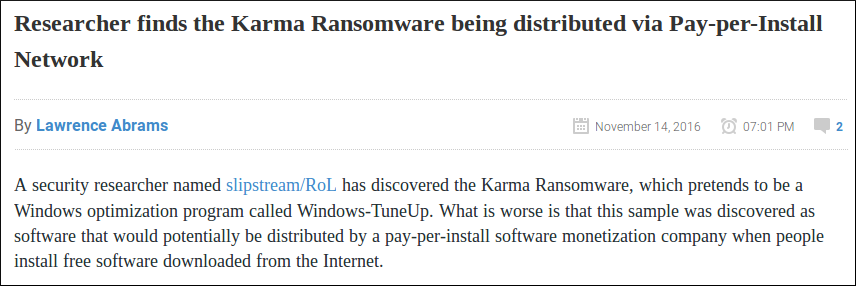 Researcher finds the Karma Ransomware being distributed via Pay-per-Install
Network
By Lawrence Abrams
November 14, 2016
07:01 PM
2
A security researcher named slipstream/RoL has discovered the Karma Ransomware, which pretends to be a
Windows optimization program called Windows-TuneUp. What is worse is that this sample was discovered as
software that would potentially be distributed by a pay-per-install software monetization company when people
install free software downloaded from the Internet.